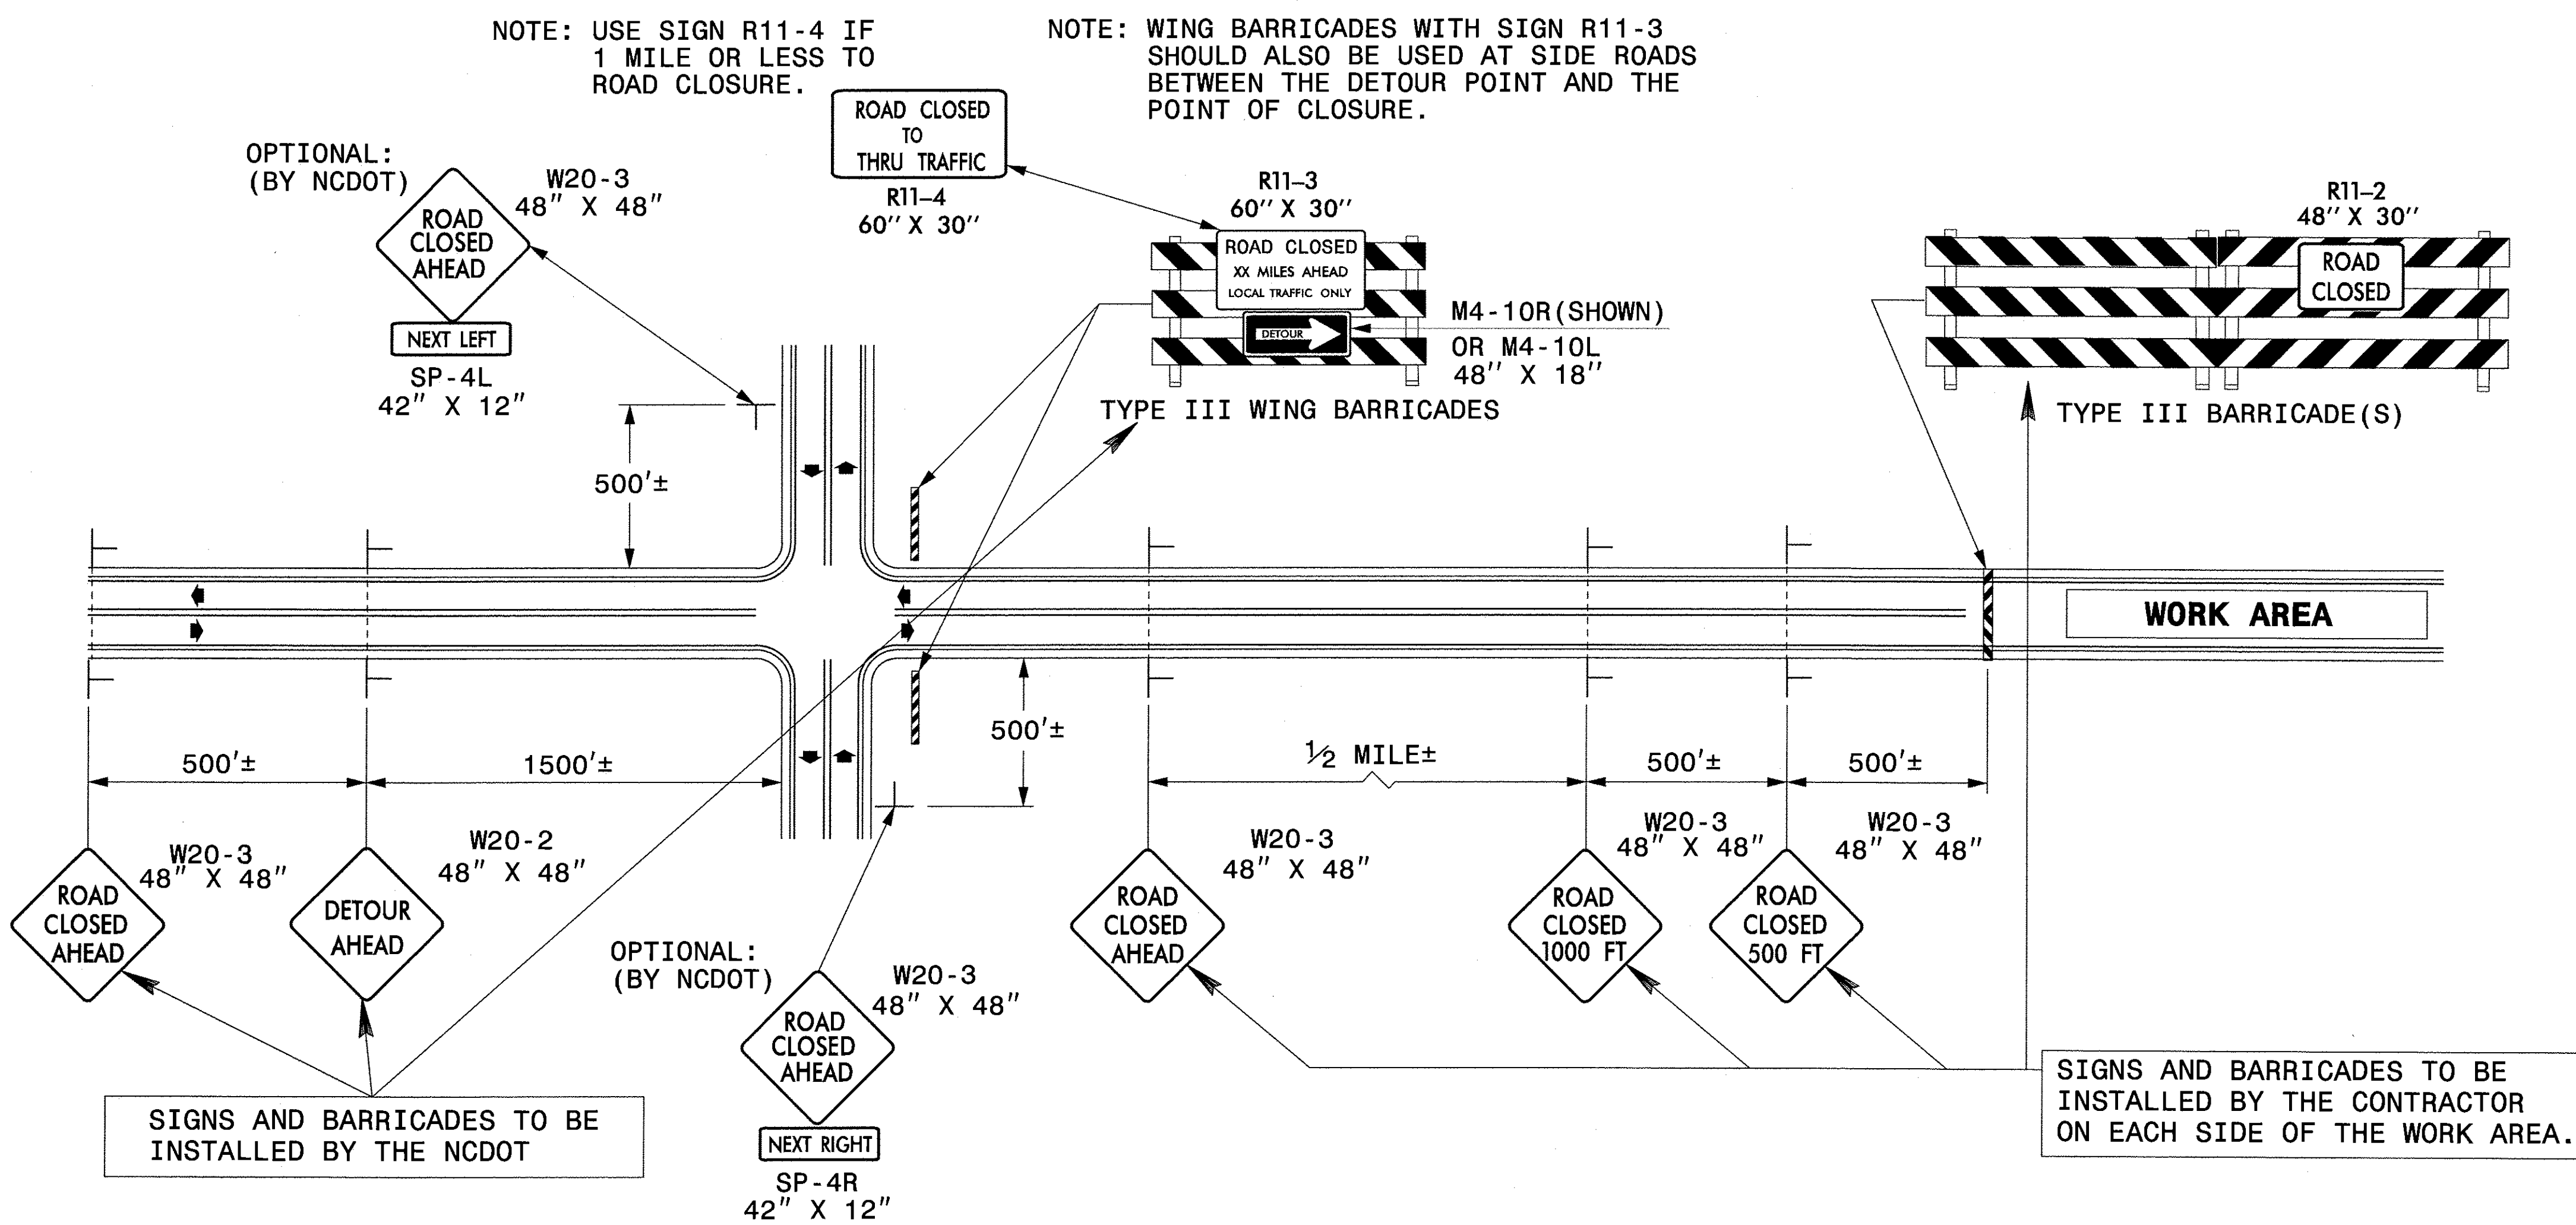 NOTE: USE SIGN R11-4 IF
1 MILE OR LESS TO
ROAD CLOSURE.
NOTE: WING BARRICADES WITH SIGN R11-3
SHOULD ALSO BE USED AT SIDE ROADS
BETWEEN THE DETOUR POINT AND THE
POINT OF CLOSURE.
ROAD CLOSED
TO
THRU TRAFFIC
R11-4
60" X 30"
OPTIONAL:
(BY NCDOT)
W20-3
48" X 48"
ROAD
CLOSED
AHEAD
NEXT LEFT
SP-4L
42" X 12"
R11-3
60" X 30"
ROAD CLOSED
XX MILES AHEAD
LOCAL TRAFFIC ONLY
DETOUR
M4-10R(SHOWN)
OR M4-10L
48" X 18"
TYPE III WING BARRICADES
R11-2
48" X 30"
ROAD
CLOSED
TYPE III BARRICADE(S)
500'±
WORK AREA
500'±
1500'±
500'±
1/2 MILE±
500'±
500'±
W20-3
48" X 48"
ROAD
CLOSED
AHEAD
W20-2
48" X 48"
DETOUR
AHEAD
OPTIONAL:
(BY NCDOT)
W20-3
48" X 48"
ROAD
CLOSED
AHEAD
NEXT RIGHT
SP-4R
42" X 12"
W20-3
48" X 48"
ROAD
CLOSED
AHEAD
W20-3
48" X 48"
ROAD
CLOSED
1000 FT
W20-3
48" X 48"
ROAD
CLOSED
500 FT
SIGNS AND BARRICADES TO BE
INSTALLED BY THE NCDOT
SIGNS AND BARRICADES TO BE
INSTALLED BY THE CONTRACTOR
ON EACH SIDE OF THE WORK AREA.